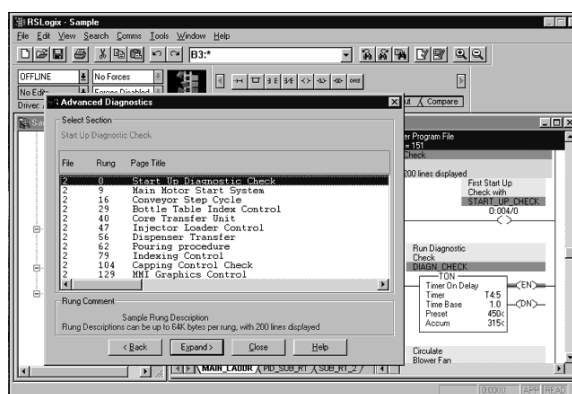 RSLogix - Sample
File Edit View Search Comms Tools Window Help
B3:*
OFFLINE
No Forces
No Edits
Forces Disabled
Driver:
Compare
Advanced Diagnostics
Select Section
Start Up Diagnostic Check
File Rung Page Title
2 0 Start Up Diagnostic Check
2 9 Main Motor Start System
2 16 Conveyor Step Cycle
2 29 Bottle Table Index Control
2 40 Core Transfer Unit
2 47 Injector Loader Control
2 56 Dispenser Transfer
2 62 Pouring procedure
2 79 Indexing Control
2 104 Capping Control Check
2 129 MMI Graphics Control
Rung Comment
Sample Rung Description
Rung Descriptions can be up to 64K bytes per rung, with 200 lines displayed
< Back Expand > Close Help
Program File
= 151
Check
200 lines displayed
First Start Up
Check with
START_UP_CHECK
O:004/0
Run Diagnostic
Check
DIAGN_CHECK
TON
Timer On Delay
Timer T4:5
Time Base 1.0
Preset 450<
Accum 315<
EN
DN
Circulate
Blower Fan
MAIN_LADDR PID_SUB_RT SUB_RT_2
0:0000 APP READ